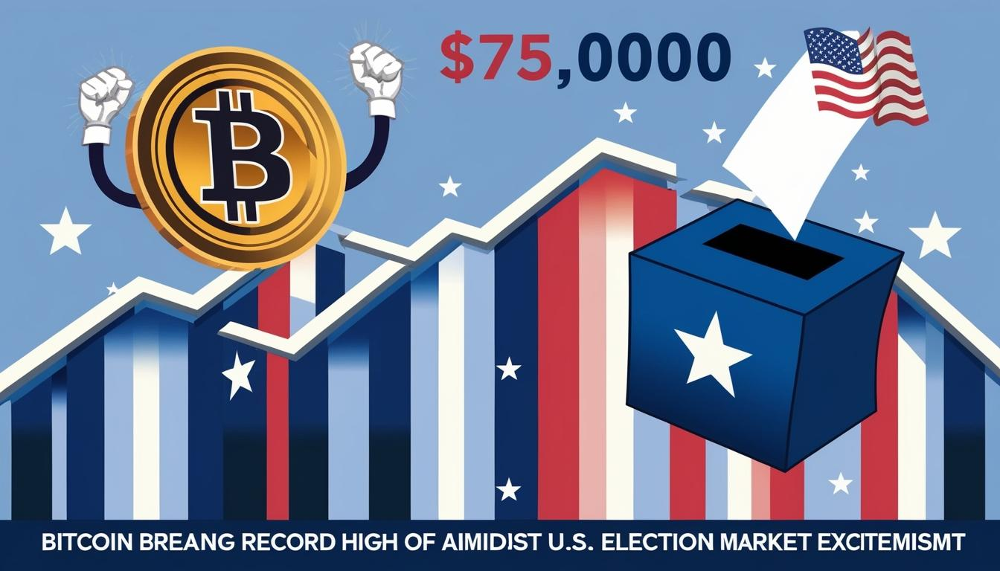 $75,0000
BITCOIN BREANG RECORD HIGH OF AIMIDIST U.S. ELECTION MARKET EXCITEMISMT